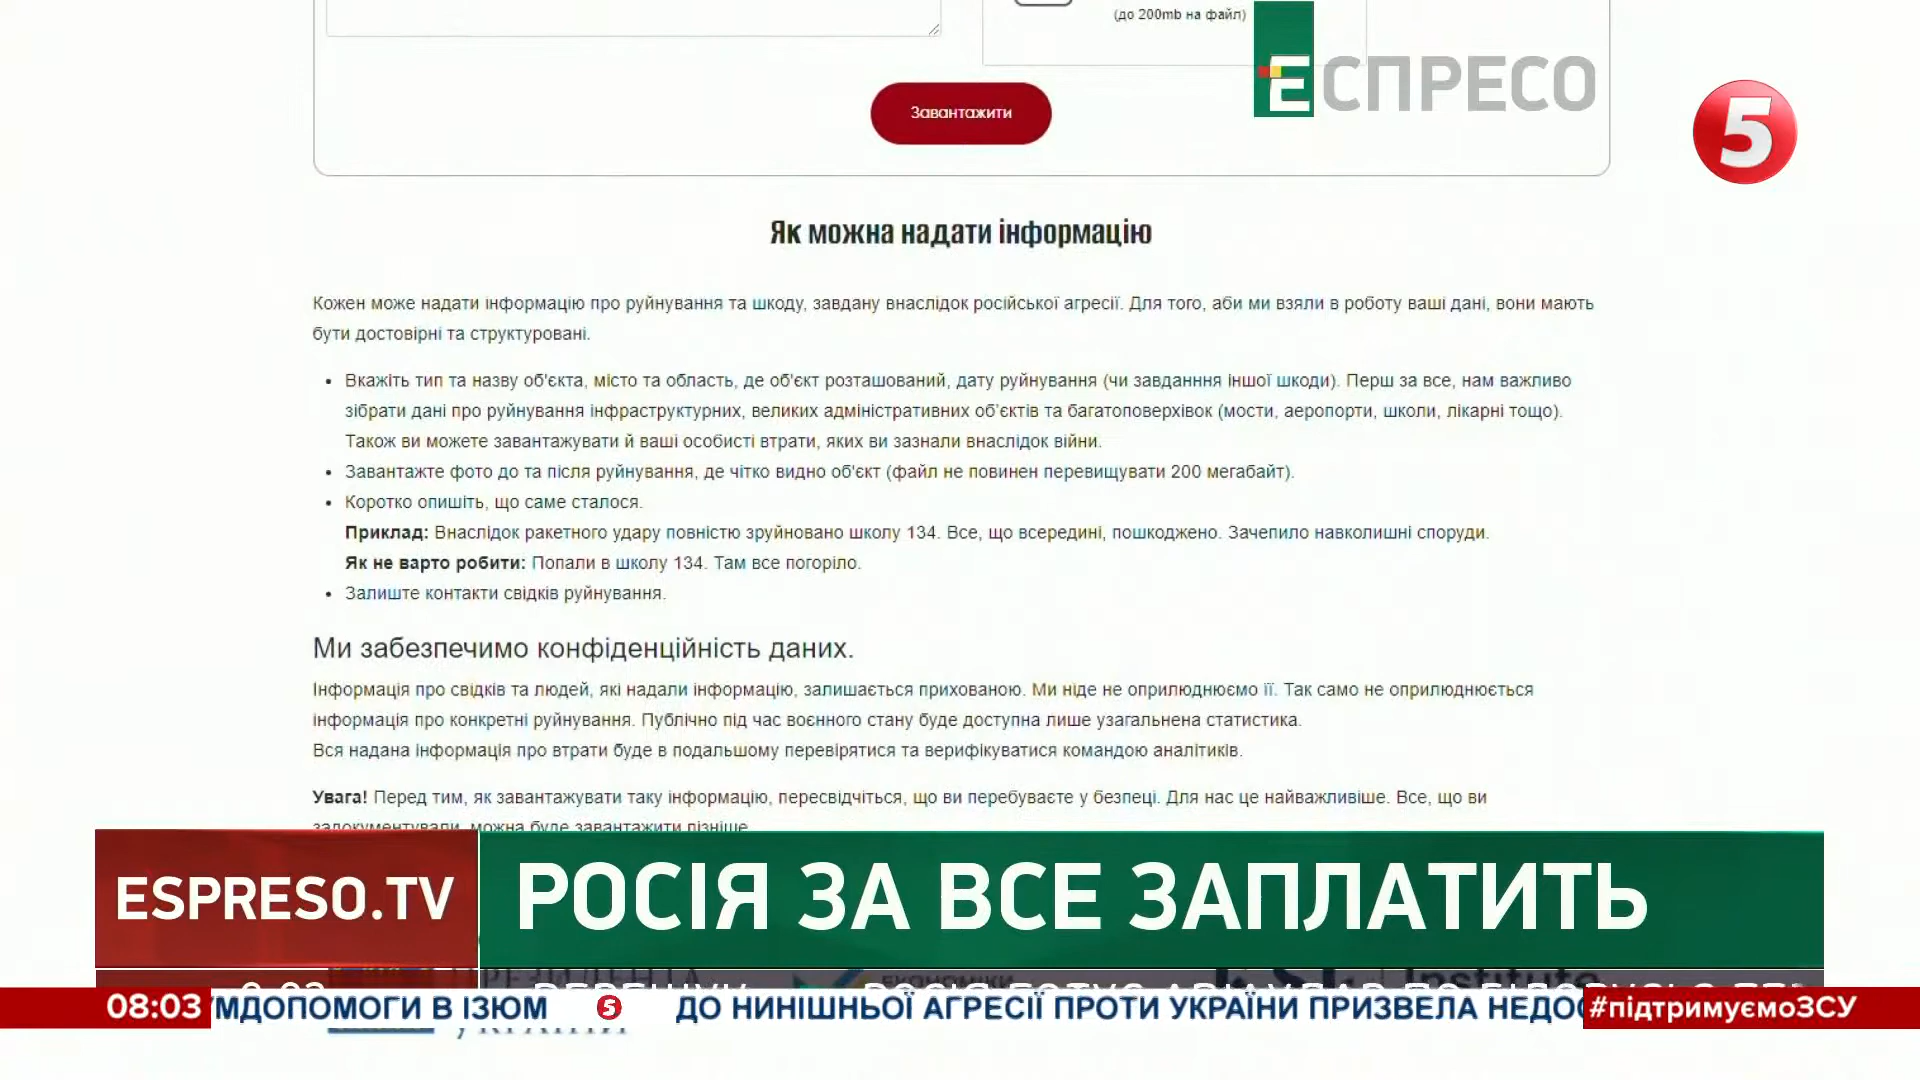 (до 200mb на файл)
ЕСПРЕСО
5
Завантажити
Як можна надати інформацію
Кожен може надати інформацію про руйнування та шкоду, завдану внаслідок російської агресії. Для того, аби ми взяли в роботу ваші дані, вони мають
бути достовірні та структуровані.
• Вкажіть тип та назву об'єкта, місто та область, де об'єкт розташований, дату руйнування (чи завданння іншої шкоди). Перш за все, нам важливо
зібрати дані про руйнування інфраструктурних, великих адміністративних об’єктів та багатоповерхівок (мости, аеропорти, школи, лікарні тощо).
Також ви можете завантажувати й ваші особисті втрати, яких ви зазнали внаслідок війни.
• Завантажте фото до та після руйнування, де чітко видно об'єкт (файл не повинен перевищувати 200 мегабайт).
• Коротко опишіть, що саме сталося.
Приклад: Внаслідок ракетного удару повністю зруйновано школу 134. Все, що всередині, пошкоджено. Зачепило навколишні споруди.
Як не варто робити: Попали в школу 134. Там все погоріло.
• Залиште контакти свідків руйнування.
Ми забезпечимо конфіденційність даних.
Інформація про свідків та людей, які надали інформацію, залишається прихованою. Ми ніде не оприлюднюємо її. Так само не оприлюднюється
інформація про конкретні руйнування. Публічно під час воєнного стану буде доступна лише узагальнена статистика.
Вся надана інформація про втрати буде в подальшому перевірятися та верифікуватися командою аналітиків.
Увага! Перед тим, як завантажувати таку інформацію, пересвідчіться, що ви перебуваєте у безпеці. Для нас це найважливіше. Все, що ви
задокументували, можна буде завантажити пізніше.
ESPRESO.TV РОСІЯ ЗА ВСЕ ЗАПЛАТИТЬ
08:03 УМДОПОМОГИ В ІЗЮМ 5 ДО НИНІШНЬОЇ АГРЕСІЇ ПРОТИ УКРАЇНИ ПРИЗВЕЛА НЕДОС #підтримуємоЗСУ